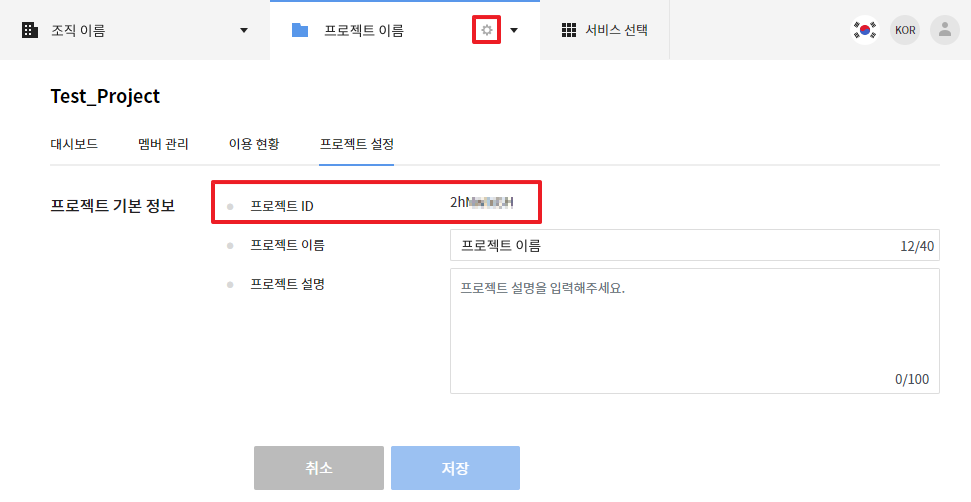 조직 이름
프로젝트 이름
서비스 선택
KOR
Test_Project
대시보드 멤버 관리 이용 현황 프로젝트 설정
프로젝트 기본 정보
프로젝트 ID
프로젝트 이름
프로젝트 이름 12/40
프로젝트 설명
프로젝트 설명을 입력해주세요.
0/100
취소 저장